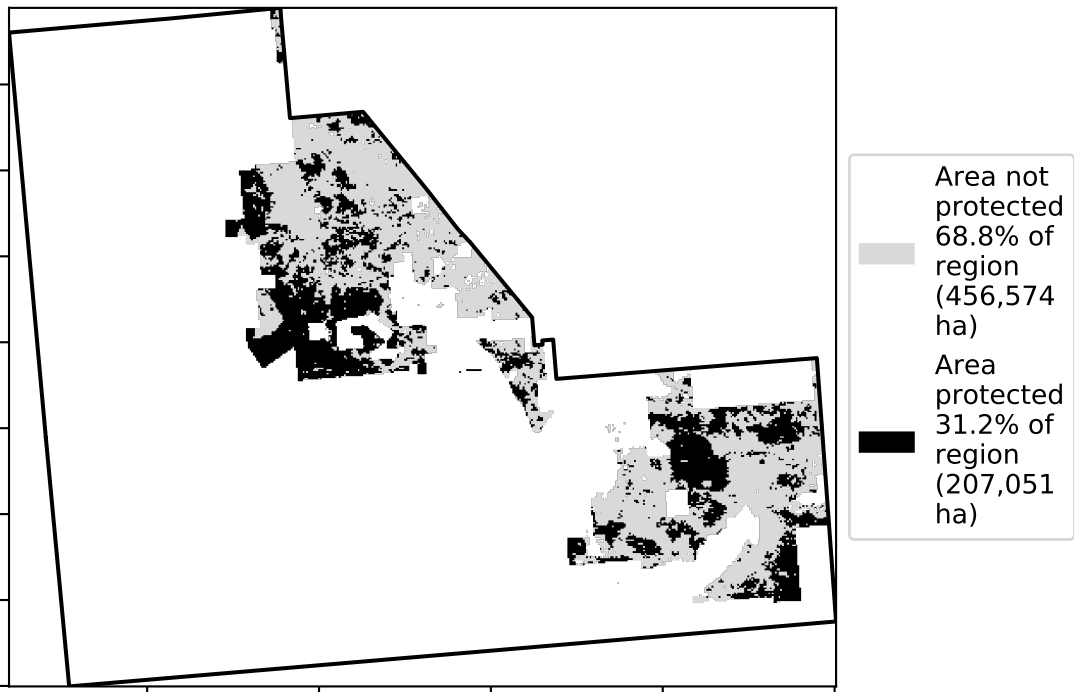 Area not
protected
68.8% of
region
(456,574
ha)
Area
protected
31.2% of
region
(207,051
ha)